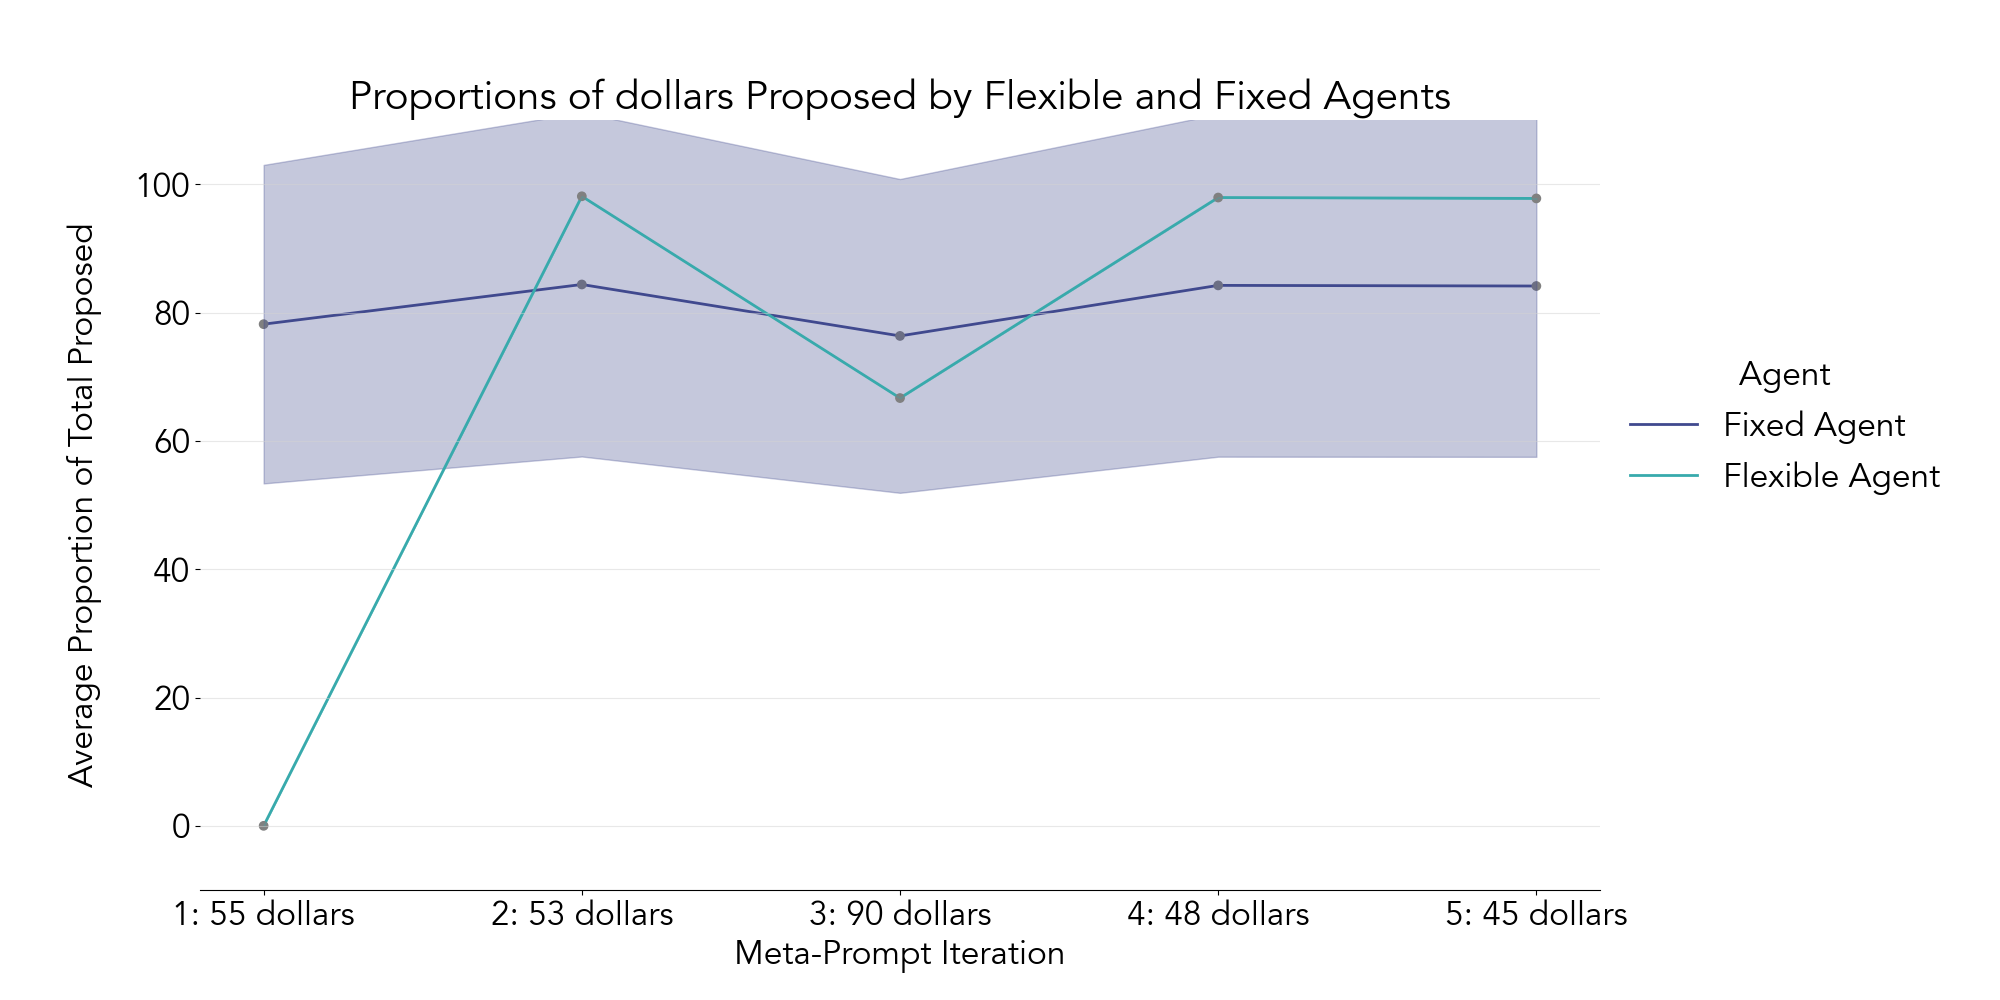 Proportions of dollars Proposed by Flexible and Fixed Agents
Average Proportion of Total Proposed
100
80
60
40
20
0
1: 55 dollars
2: 53 dollars
3: 90 dollars
4: 48 dollars
5: 45 dollars
Meta-Prompt Iteration
Agent
Fixed Agent
Flexible Agent